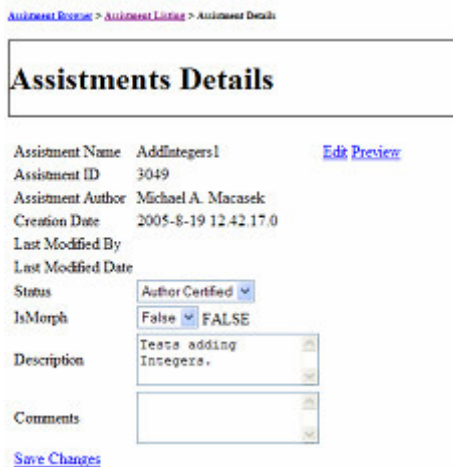 Assistment Browser > Assistment Listing > Assistment Details
Assistments Details
Assistment Name AddIntegers1 Edit Preview
Assistment ID 3049
Assistment Author Michael A. Macasek
Creation Date 2005-8-19 12.42.17.0
Last Modified By
Last Modified Date
Status Author Certified
IsMorph False FALSE
Description Tests adding
Integers.
Comments
Save Changes